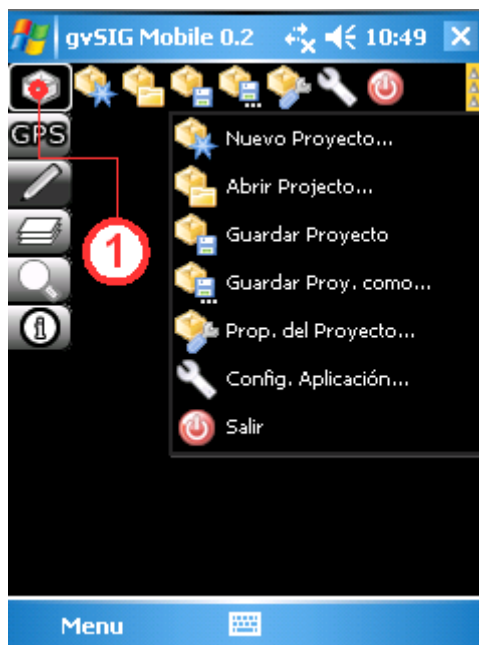 gvSIG Mobile 0.2 10:49
GPS
1
Nuevo Proyecto...
Abrir Projecto...
Guardar Proyecto
Guardar Proy. como...
Prop. del Proyecto...
Config. Aplicación...
Salir
Menu